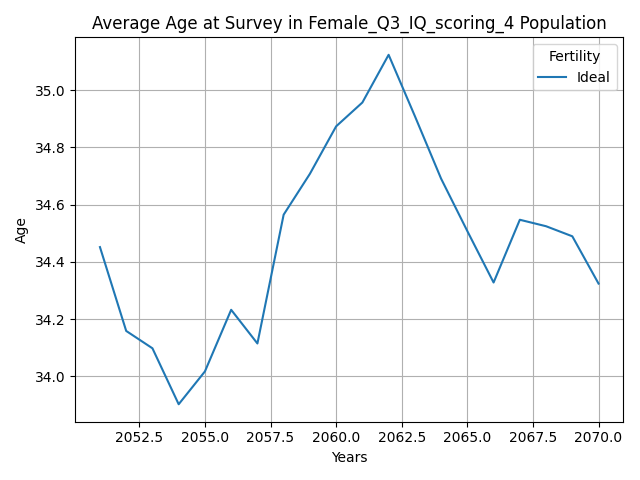 Average Age at Survey in Female_Q3_IQ_scoring_4 Population
Fertility
Ideal
35.0
34.8
34.6
34.4
34.2
34.0
Age
2052.5 2055.0 2057.5 2060.0 2062.5 2065.0 2067.5 2070.0
Years